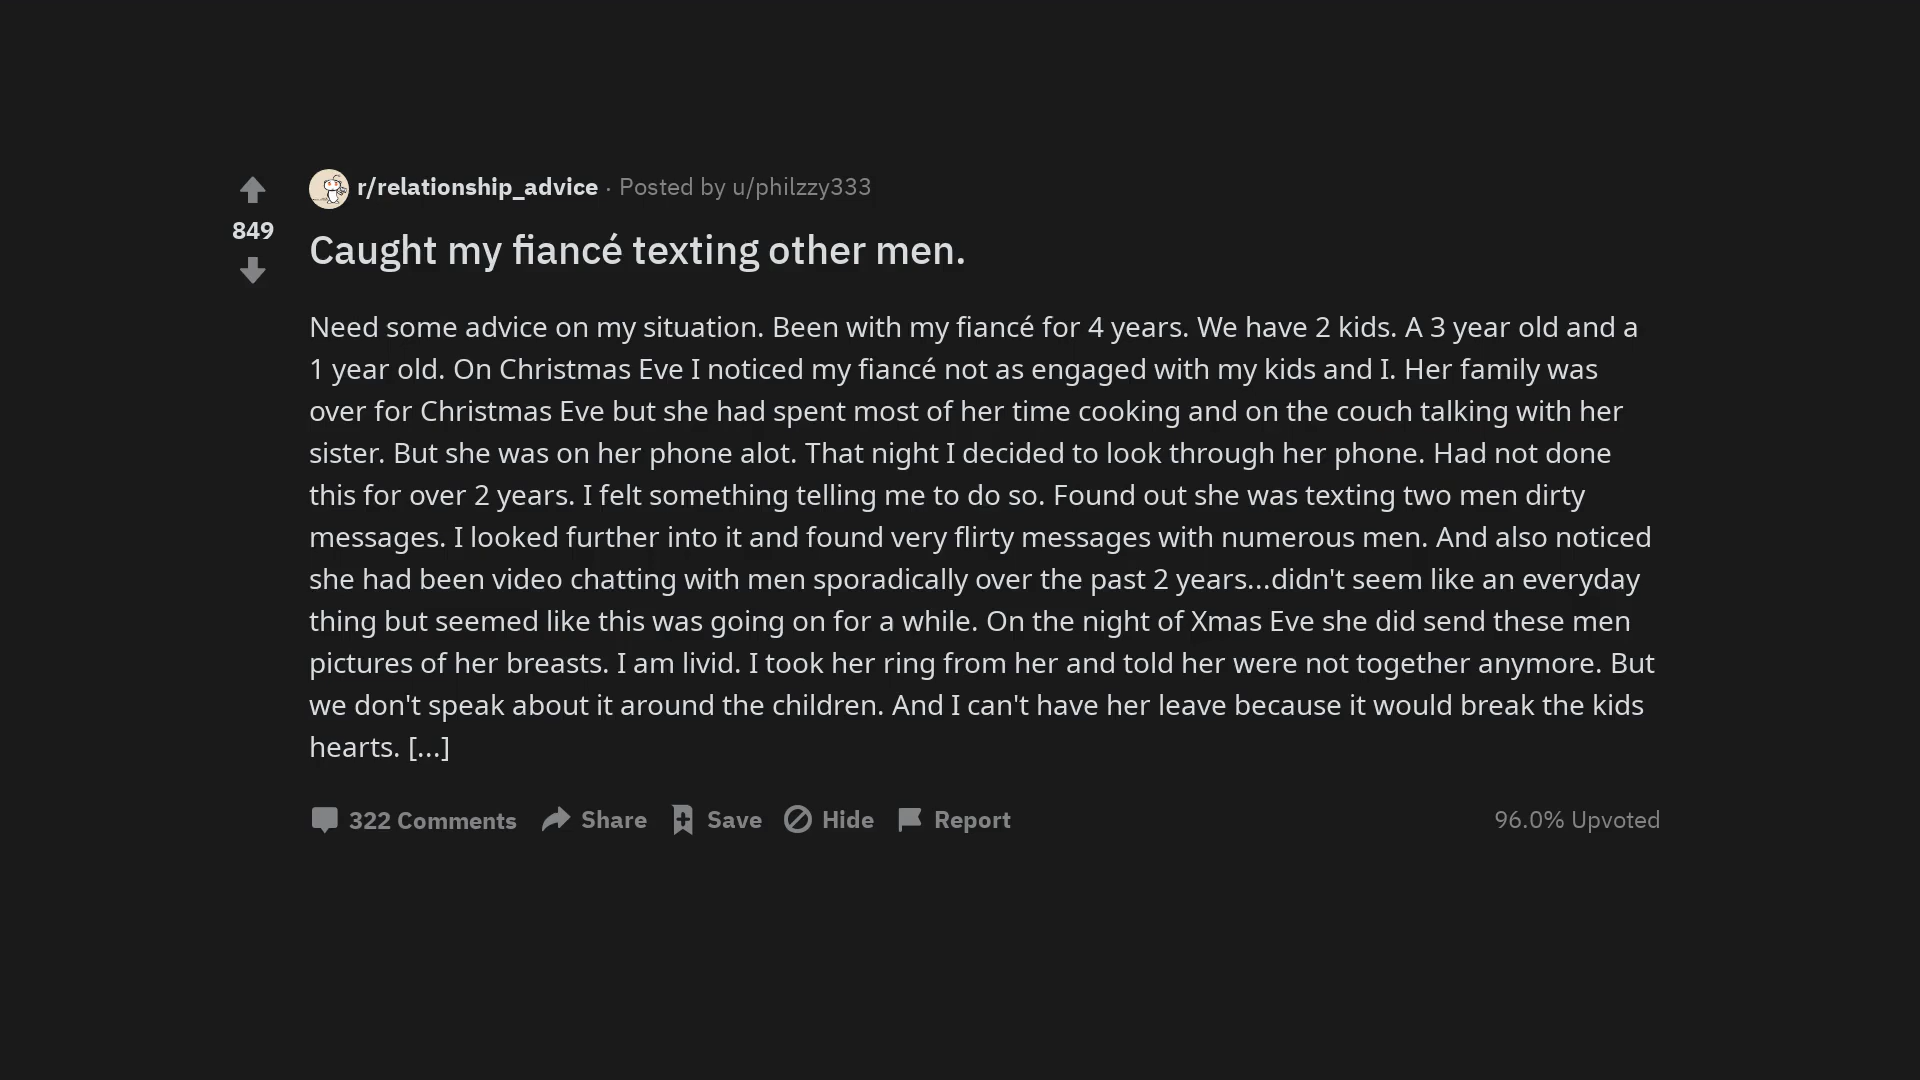 r/relationship_advice · Posted by u/philzzy333
849
Caught my fiancé texting other men.
Need some advice on my situation. Been with my fiancé for 4 years. We have 2 kids. A 3 year old and a
1 year old. On Christmas Eve I noticed my fiancé not as engaged with my kids and I. Her family was
over for Christmas Eve but she had spent most of her time cooking and on the couch talking with her
sister. But she was on her phone alot. That night I decided to look through her phone. Had not done
this for over 2 years. I felt something telling me to do so. Found out she was texting two men dirty
messages. I looked further into it and found very flirty messages with numerous men. And also noticed
she had been video chatting with men sporadically over the past 2 years...didn't seem like an everyday
thing but seemed like this was going on for a while. On the night of Xmas Eve she did send these men
pictures of her breasts. I am livid. I took her ring from her and told her were not together anymore. But
we don't speak about it around the children. And I can't have her leave because it would break the kids
hearts. [...]
322 Comments Share Save Hide Report 96.0% Upvoted